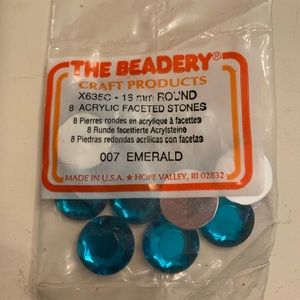 THE BEADERY®
CRAFT PRODUCTS
X635C - 18 mm ROUND
8 ACRYLIC FACETED STONES
8 Pierres rondes en acrylique à facettes
8 Runde facettierte Acrylsteine
8 Piedras redondas acrílicas con facetas
007 EMERALD
MADE IN U.S.A. ★ HOPE VALLEY, RI 02832